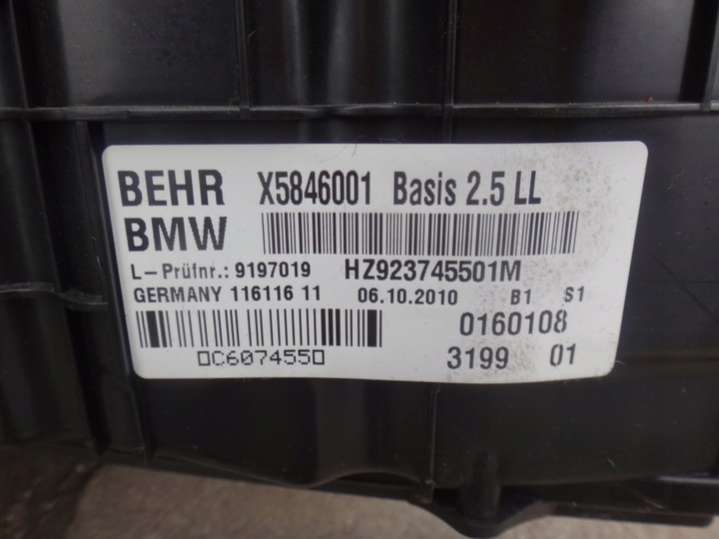 BEHR X5846001 Basis 2.5 LL
BMW
L-Prüfnr.: 9197019 HZ923745501M
GERMANY 116116 11 06.10.2010 B1 S1
0160108
0C6074550
3199 01